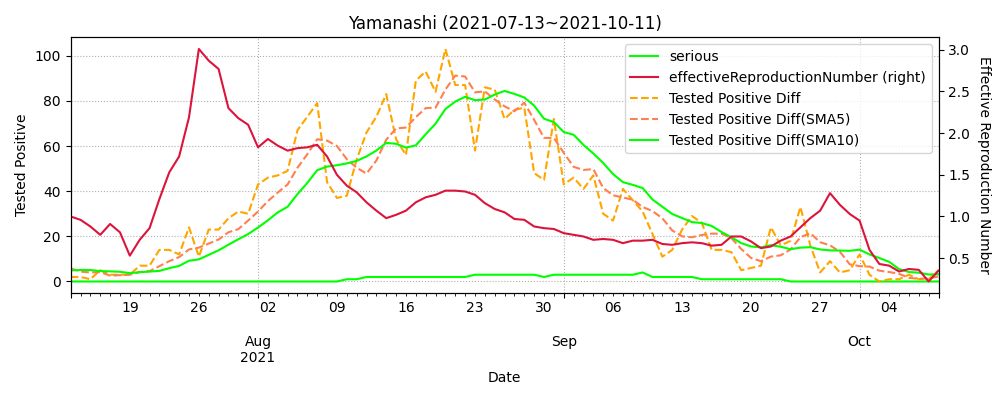 Yamanashi (2021-07-13~2021-10-11)
serious
effectiveReproductionNumber (right)
Tested Positive Diff
Tested Positive Diff(SMA5)
Tested Positive Diff(SMA10)
Tested Positive
100
80
60
40
20
0
3.0
2.5
2.0
1.5
1.0
0.5
Effective Reproduction Number
19 26 02 09 16 23 30 06 13 20 27 04
Aug Sep Oct
2021
Date